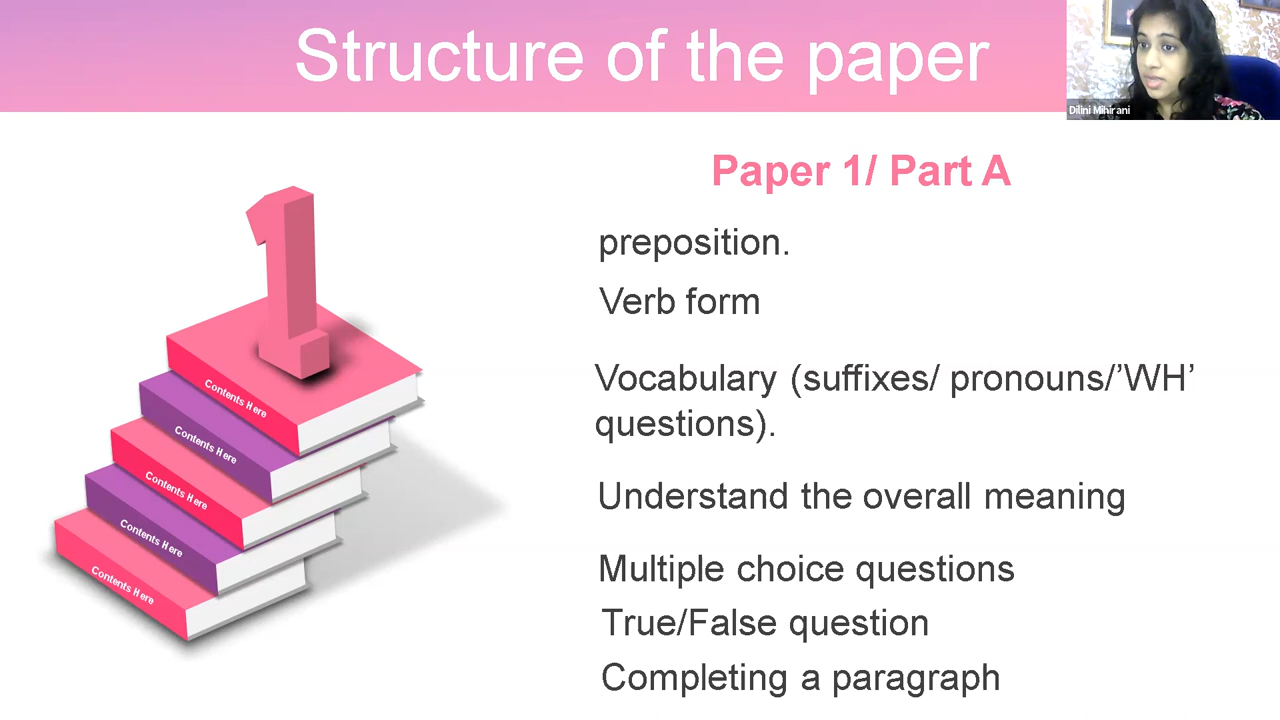 Structure of the paper
Dilini Mihirani
Paper 1/ Part A
preposition.
Verb form
Vocabulary (suffixes/ pronouns/’WH’
questions).
Understand the overall meaning
Multiple choice questions
True/False question
Completing a paragraph
1
Contents Here
Contents Here
Contents Here
Contents Here
Contents Here